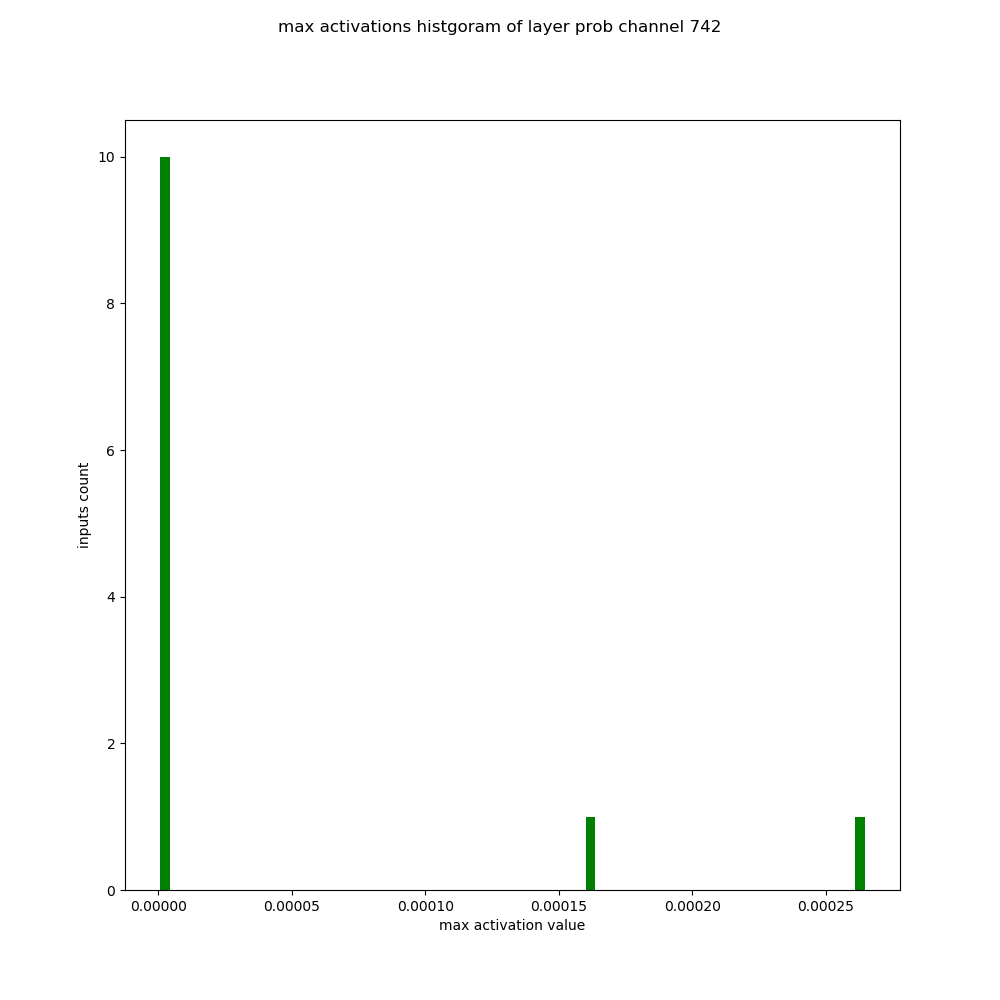 max activations histgoram of layer prob channel 742
10
8
6
4
2
0
inputs count
0.00000 0.00005 0.00010 0.00015 0.00020 0.00025
max activation value